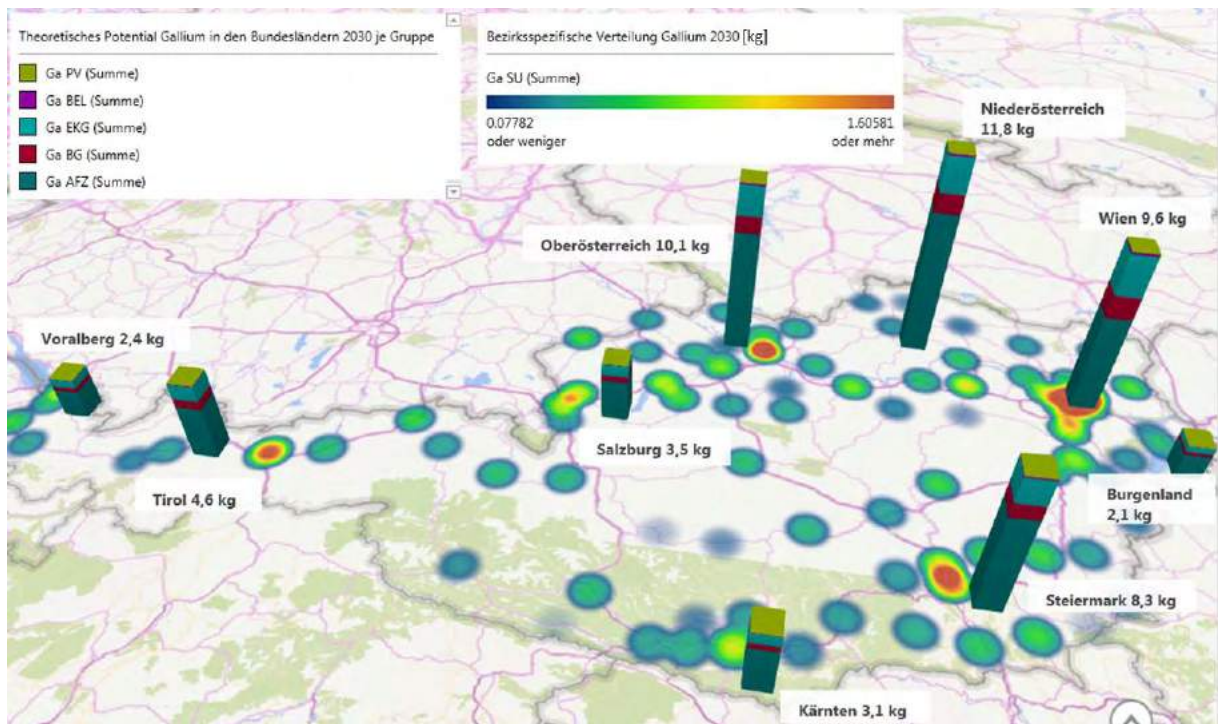 Theoretisches Potential Gallium in den Bundesländern 2030 je Gruppe
Ga PV (Summe)
Ga BEL (Summe)
Ga EKG (Summe)
Ga BG (Summe)
Ga AFZ (Summe)
Bezirksspezifische Verteilung Gallium 2030 [kg]
Ga SU (Summe)
0.07782 1.60581
oder weniger oder mehr
Niederösterreich
11,8 kg
Wien 9,6 kg
Oberösterreich 10,1 kg
Voralberg 2,4 kg
Salzburg 3,5 kg
Tirol 4,6 kg
Burgenland
2,1 kg
Steiermark 8,3 kg
Kärnten 3,1 kg